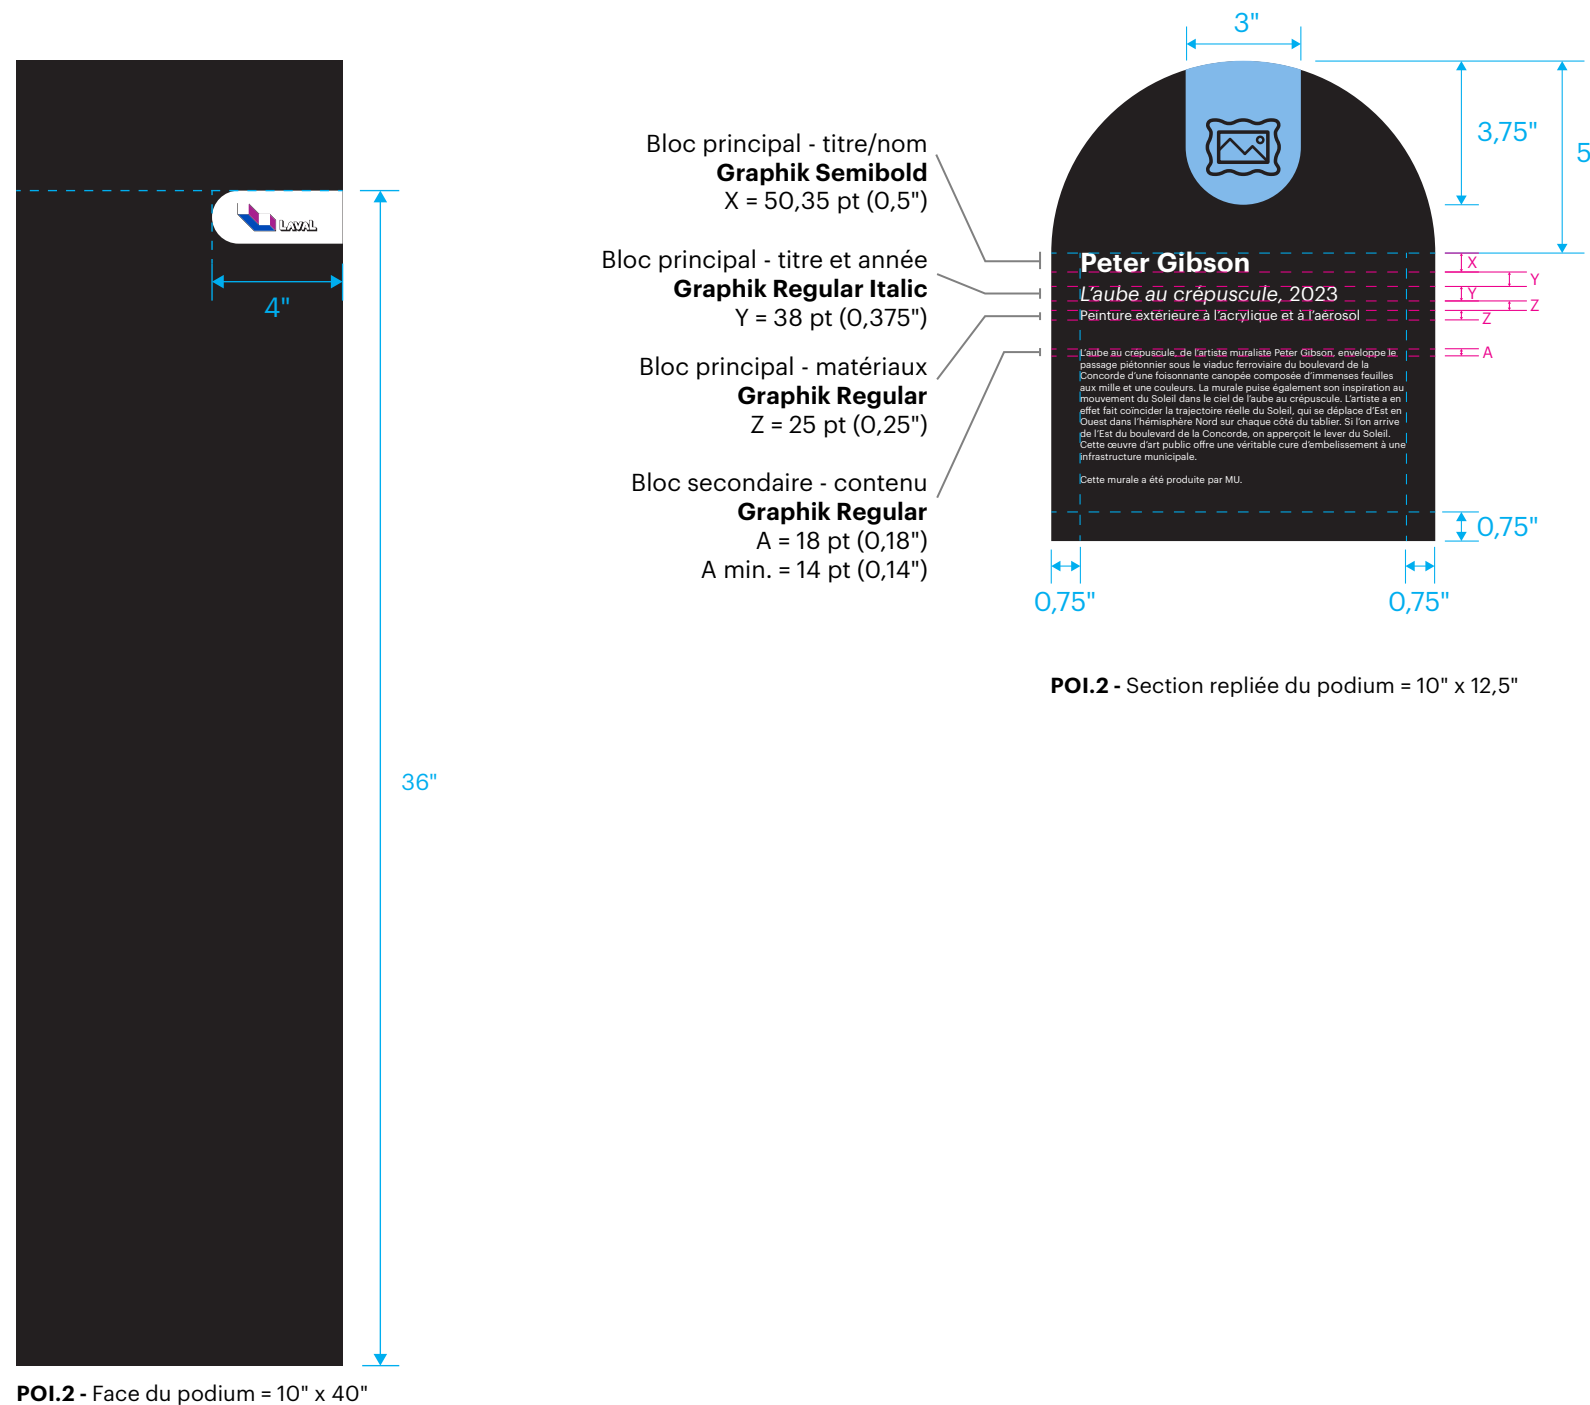 3"
3,75"
5
Bloc principal - titre/nom
Graphik Semibold
X = 50,35 pt (0,5")
Bloc principal - titre et année
Graphik Regular Italic
Y = 38 pt (0,375")
Bloc principal - matériaux
Graphik Regular
Z = 25 pt (0,25")
Bloc secondaire - contenu
Graphik Regular
A = 18 pt (0,18")
A min. = 14 pt (0,14")
LAVAL
4"
36"
Peter Gibson
L'aube au crépuscule, 2023
Peinture extérieure à l'acrylique et à l'aérosol
L'aube au crépuscule, de l'artiste muraliste Peter Gibson, enveloppe le
passage piétonnier sous le viaduc ferroviaire du boulevard de la
Concorde d'une foisonnante canopée composée d'immenses feuilles
aux mille et une couleurs. La murale puise également son inspiration au
mouvement du Soleil dans le ciel de l'aube au crépuscule. L'artiste a en
effet fait coïncider la trajectoire réelle du Soleil, qui se déplace d'Est en
Ouest dans l'hémisphère Nord sur chaque côté du tablier. Si l'on arrive
de l'Est du boulevard de la Concorde, on apperçoit le lever du Soleil.
Cette œuvre d'art public offre une véritable cure d'embelissement à une
infrastructure municipale.
Cette murale a été produite par MU.
X
Y
Y
Z
Z
A
0,75"
0,75"
0,75"
POI.2 - Section repliée du podium = 10" x 12,5"
POI.2 - Face du podium = 10" x 40"